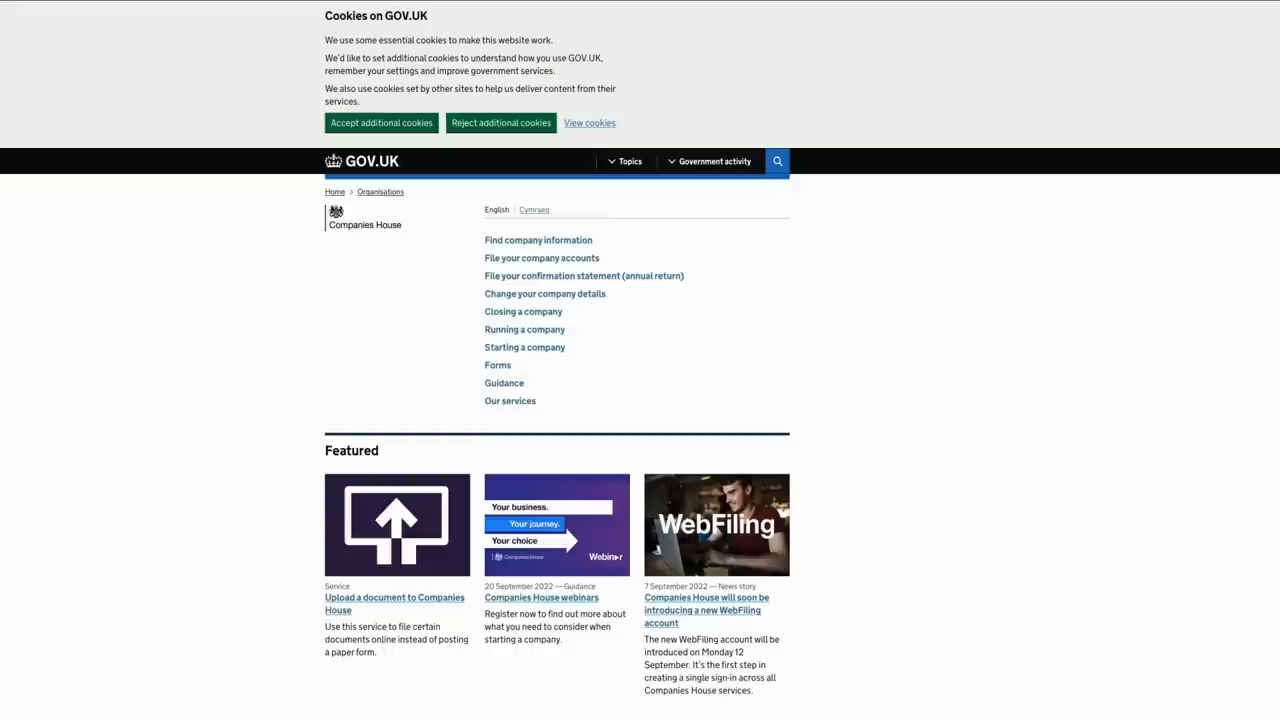 Cookies on GOV.UK
We use some essential cookies to make this website work.
We'd like to set additional cookies to understand how you use GOV.UK,
remember your settings and improve government services.
We also use cookies set by other sites to help us deliver content from their
services.
Accept additional cookies
Reject additional cookies
View cookies
GOV.UK
Topics
Government activity
Home
Organisations
Companies House
English
Cymraeg
Find company information
File your company accounts
File your confirmation statement (annual return)
Change your company details
Closing a company
Running a company
Starting a company
Forms
Guidance
Our services
Featured
Your business.
Your journey.
Your choice
Companies House
Webinar
WebFiling
Service
Upload a document to Companies
House
Use this service to file certain
documents online instead of posting
a paper form.
20 September 2022 — Guidance
Companies House webinars
Register now to find out more about
what you need to consider when
starting a company.
7 September 2022 — News story
Companies House will soon be
introducing a new WebFiling
account
The new WebFiling account will be
introduced on Monday 12
September. It's the first step in
creating a single sign-in across all
Companies House services.